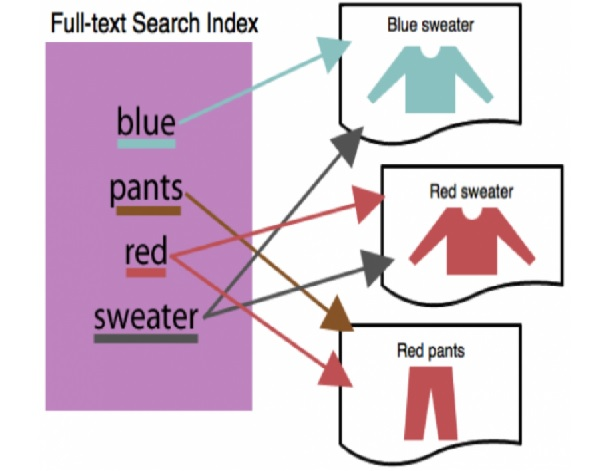 Full-text Search Index
blue
pants
red
sweater
Blue sweater
Red sweater
Red pants